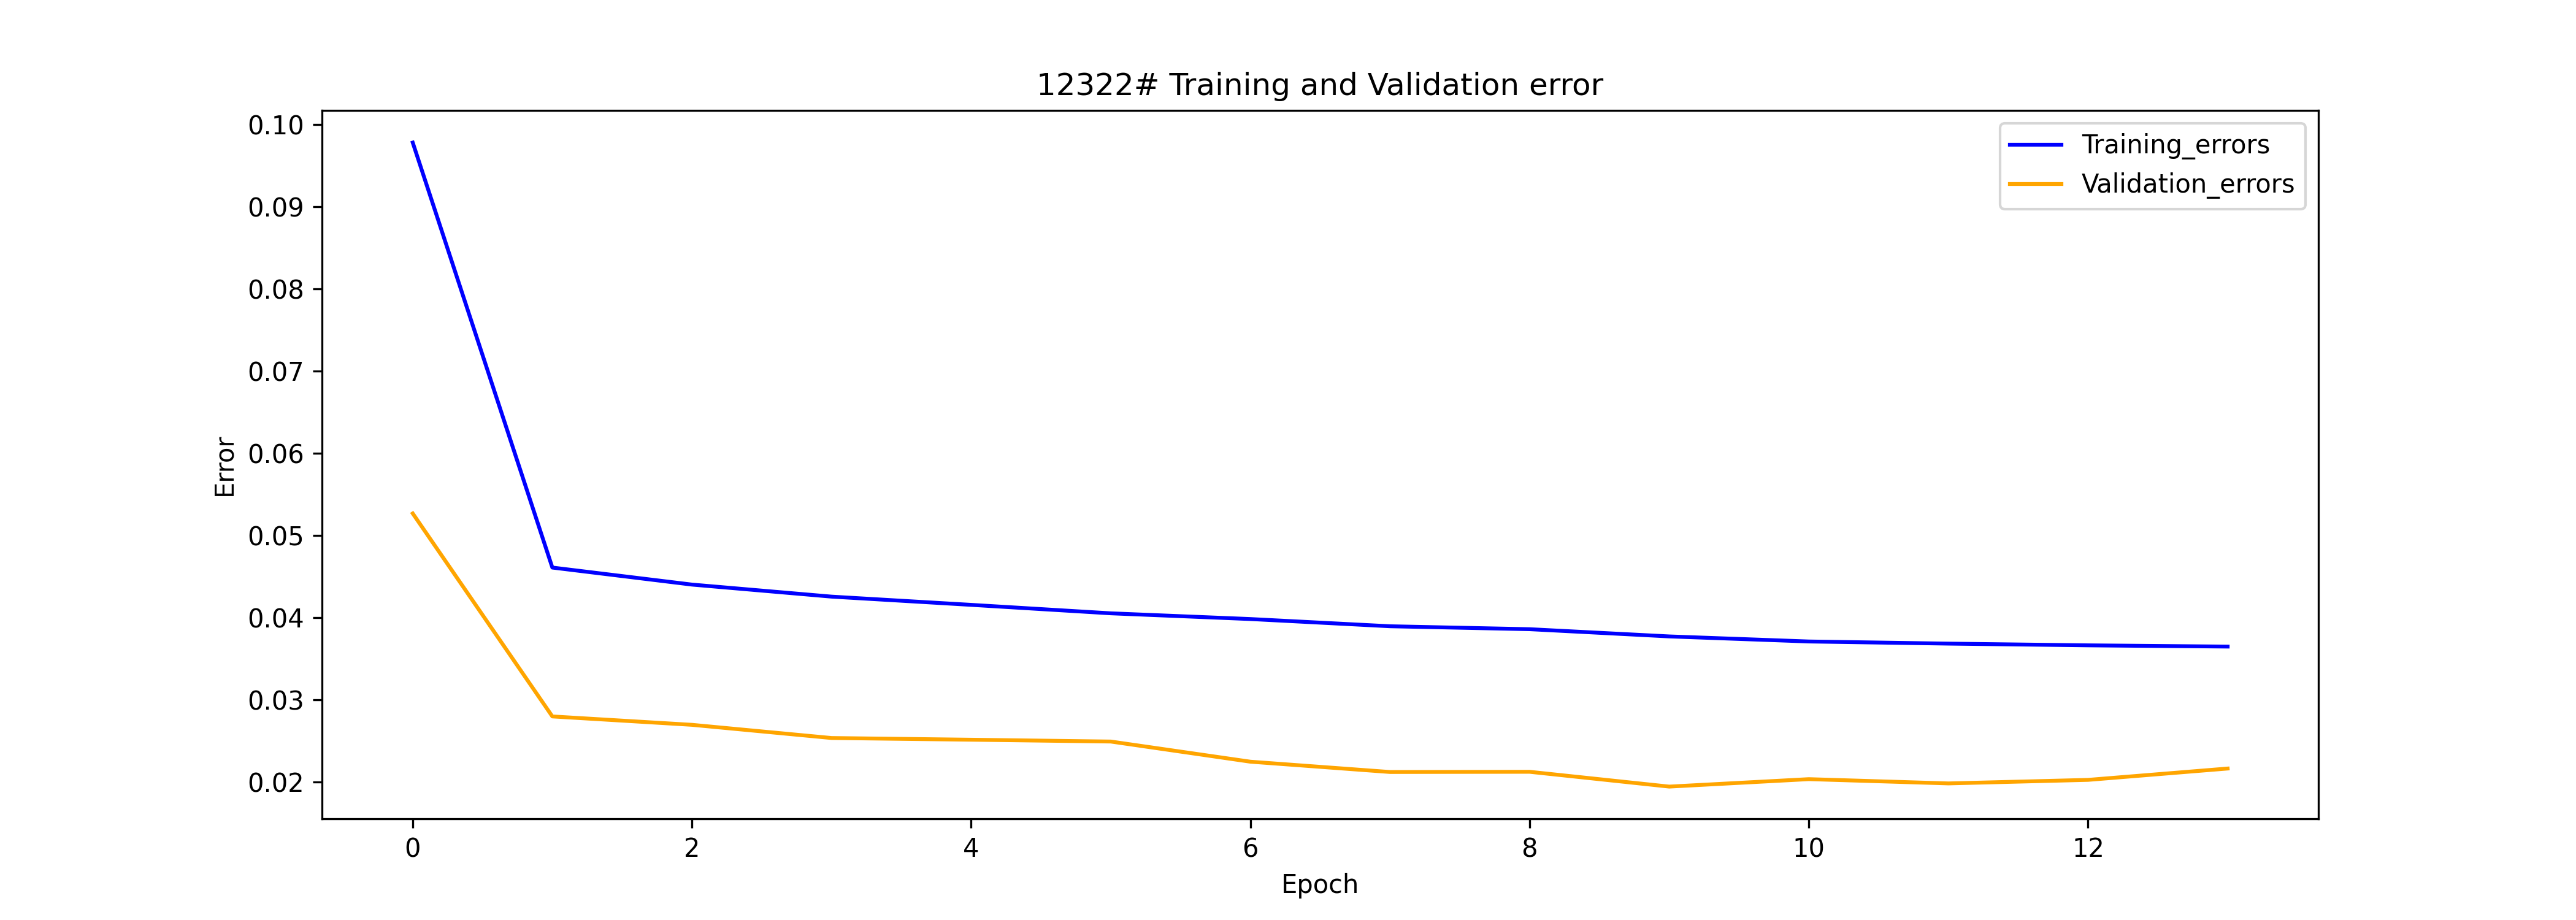 12322# Training and Validation error
Training_errors
Validation_errors
0.10
0.09
0.08
0.07
0.06
0.05
0.04
0.03
0.02
Error
0 2 4 6 8 10 12
Epoch